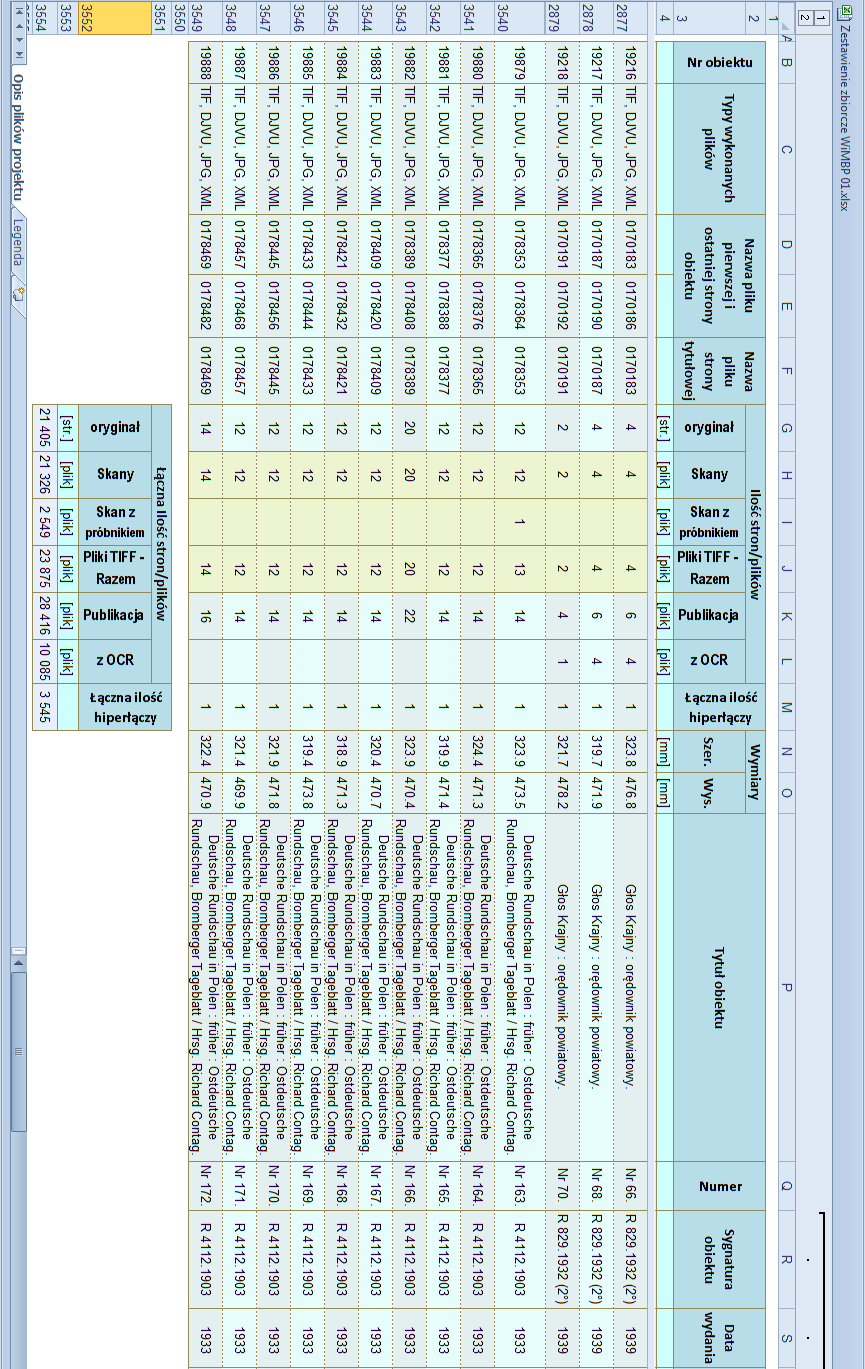 Zestawienie zbiorcze WiMBP 01.xlsx
1 2
A B C D E F G H I J K L M N O P Q R S
1
2 Nr obiektu Typy wykonanych plików Nazwa pliku pierwszej i ostatniej strony obiektu Nazwa pliku strony tytułowej Ilość stron/plików Łączna ilość hiperłączy Wymiary Tytuł obiektu Numer Sygnatura obiektu Data wydania
3 oryginał Skany Skan z próbnikiem Pliki TIFF - Razem Publikacja z OCR Szer. Wys.
4 [str.] [plik] [plik] [plik] [plik] [plik] [mm] [mm]
2877 19216 TIF, DJVU, JPG, XML 0170183 0170186 0170183 4 4 4 6 4 1 323.8 476.8 Głos Krajny : orędownik powiatowy. Nr 66. R 829.1932 (2°) 1939
2878 19217 TIF, DJVU, JPG, XML 0170187 0170190 0170187 4 4 4 6 4 1 319.7 471.9 Głos Krajny : orędownik powiatowy. Nr 68. R 829.1932 (2°) 1939
2879 19218 TIF, DJVU, JPG, XML 0170191 0170192 0170191 2 2 2 4 1 1 321.7 478.2 Głos Krajny : orędownik powiatowy. Nr 70. R 829.1932 (2°) 1939
3540 19879 TIF, DJVU, JPG, XML 0178353 0178364 0178353 12 12 1 13 14 1 323.9 473.5 Deutsche Rundschau in Polen : früher : Ostdeutsche Rundschau, Bromberger Tageblatt / Hrsg. Richard Contag. Nr 163. R 4112.1903 1933
3541 19880 TIF, DJVU, JPG, XML 0178365 0178376 0178365 12 12 12 14 1 324.4 471.3 Deutsche Rundschau in Polen : früher : Ostdeutsche Rundschau, Bromberger Tageblatt / Hrsg. Richard Contag. Nr 164. R 4112.1903 1933
3542 19881 TIF, DJVU, JPG, XML 0178377 0178388 0178377 12 12 12 14 1 319.9 471.4 Deutsche Rundschau in Polen : früher : Ostdeutsche Rundschau, Bromberger Tageblatt / Hrsg. Richard Contag. Nr 165. R 4112.1903 1933
3543 19882 TIF, DJVU, JPG, XML 0178389 0178408 0178389 20 20 20 22 1 323.9 470.4 Deutsche Rundschau in Polen : früher : Ostdeutsche Rundschau, Bromberger Tageblatt / Hrsg. Richard Contag. Nr 166. R 4112.1903 1933
3544 19883 TIF, DJVU, JPG, XML 0178409 0178420 0178409 12 12 12 14 1 320.4 470.7 Deutsche Rundschau in Polen : früher : Ostdeutsche Rundschau, Bromberger Tageblatt / Hrsg. Richard Contag. Nr 167. R 4112.1903 1933
3545 19884 TIF, DJVU, JPG, XML 0178421 0178432 0178421 12 12 12 14 1 318.9 471.3 Deutsche Rundschau in Polen : früher : Ostdeutsche Rundschau, Bromberger Tageblatt / Hrsg. Richard Contag. Nr 168. R 4112.1903 1933
3546 19885 TIF, DJVU, JPG, XML 0178433 0178444 0178433 12 12 12 14 1 319.4 473.8 Deutsche Rundschau in Polen : früher : Ostdeutsche Rundschau, Bromberger Tageblatt / Hrsg. Richard Contag. Nr 169. R 4112.1903 1933
3547 19886 TIF, DJVU, JPG, XML 0178445 0178456 0178445 12 12 12 14 1 321.9 471.8 Deutsche Rundschau in Polen : früher : Ostdeutsche Rundschau, Bromberger Tageblatt / Hrsg. Richard Contag. Nr 170. R 4112.1903 1933
3548 19887 TIF, DJVU, JPG, XML 0178457 0178468 0178457 12 12 12 14 1 321.4 469.9 Deutsche Rundschau in Polen : früher : Ostdeutsche Rundschau, Bromberger Tageblatt / Hrsg. Richard Contag. Nr 171. R 4112.1903 1933
3549 19888 TIF, DJVU, JPG, XML 0178469 0178482 0178469 14 14 14 16 1 322.4 470.9 Deutsche Rundschau in Polen : früher : Ostdeutsche Rundschau, Bromberger Tageblatt / Hrsg. Richard Contag. Nr 172. R 4112.1903 1933
3550
3551 Łączna Ilość stron/plików Łączna ilość hiperłączy
3552 oryginał Skany Skan z próbnikiem Pliki TIFF - Razem Publikacja z OCR
3553 [str.] [plik] [plik] [plik] [plik] [plik]
3554 21 405 21 326 2 549 23 875 28 416 10 085 3 545
Opis plików projektu Legenda